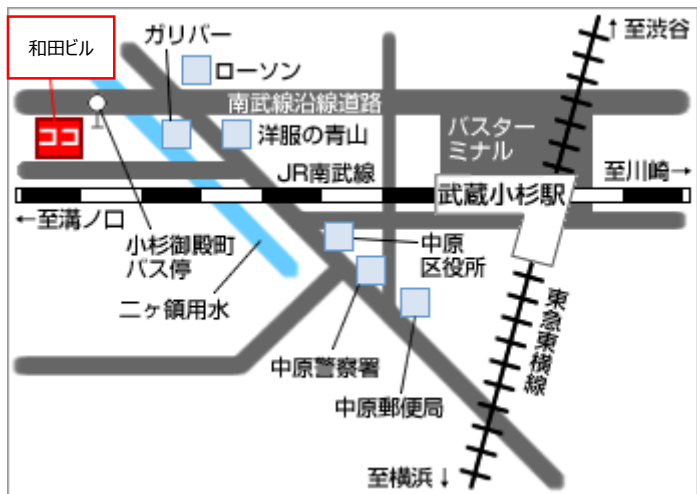 和田ビル
ガリバー
ローソン
↑至渋谷
南武線沿線道路
ココ
洋服の青山
バスター
ミナル
JR南武線
至川崎→
武蔵小杉駅
←至溝ノ口
小杉御殿町
バス停
中原
区役所
二ヶ領用水
東急東横線
中原警察署
中原郵便局
至横浜↓